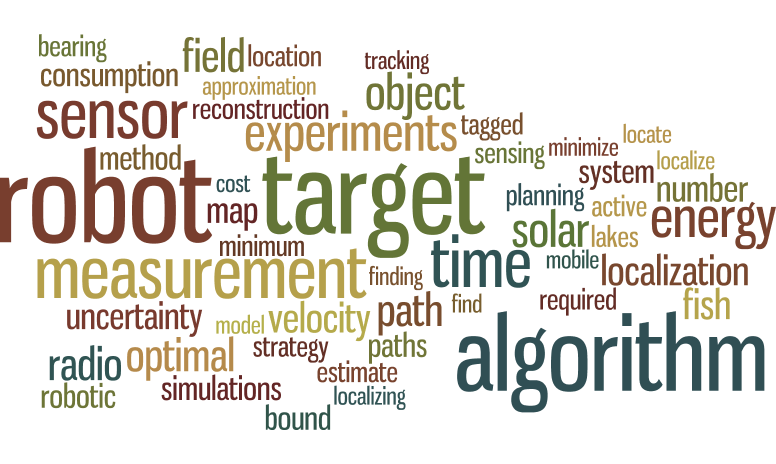 bearing
field
location
tracking
consumption
approximation
object
sensor
reconstruction
experiments
tagged
locate
method
sensing
minimize
localize
robot
cost
target
system
planning
number
map
active
energy
minimum
solar
lakes
measurement
finding
time
mobile
localization
uncertainty
model
velocity
path
find
required
fish
radio
optimal
strategy
paths
algorithm
robotic
simulations
estimate
localizing
bound